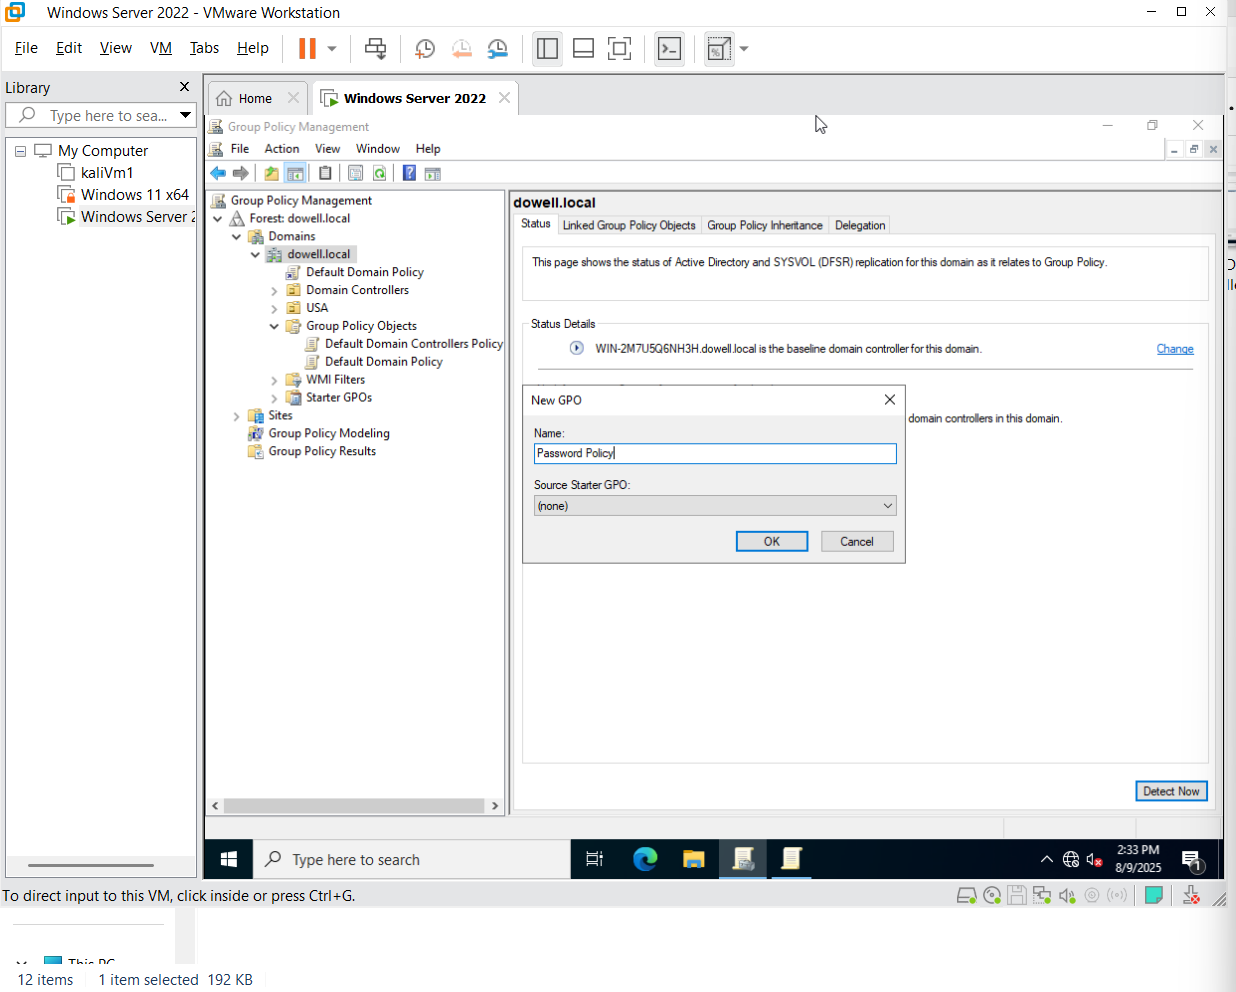 Windows Server 2022 - VMware Workstation
File Edit View VM Tabs Help
Library
Type here to sea...
My Computer
kaliVm1
Windows 11 x64
Windows Server 2
Home
Windows Server 2022
Group Policy Management
File Action View Window Help
Group Policy Management
Forest: dowell.local
Domains
dowell.local
Default Domain Policy
Domain Controllers
USA
Group Policy Objects
Default Domain Controllers Policy
Default Domain Policy
WMI Filters
Starter GPOs
Sites
Group Policy Modeling
Group Policy Results
dowell.local
Status Linked Group Policy Objects Group Policy Inheritance Delegation
This page shows the status of Active Directory and SYSVOL (DFSR) replication for this domain as it relates to Group Policy.
Status Details
WIN-2M7U5Q6NH3H.dowell.local is the baseline domain controller for this domain.
Change
domain controllers in this domain.
New GPO
Name:
Password Policy
Source Starter GPO:
(none)
OK Cancel
Detect Now
Type here to search
2:33 PM
8/9/2025
1
To direct input to this VM, click inside or press Ctrl+G.
This PC
12 items 1 item selected 192 KB